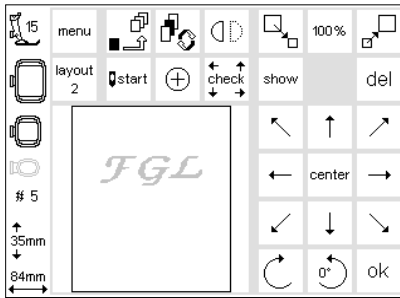 15 menu 100%
layout 2 start check show del
FGL
center
# 5
35mm
84mm 0° ok